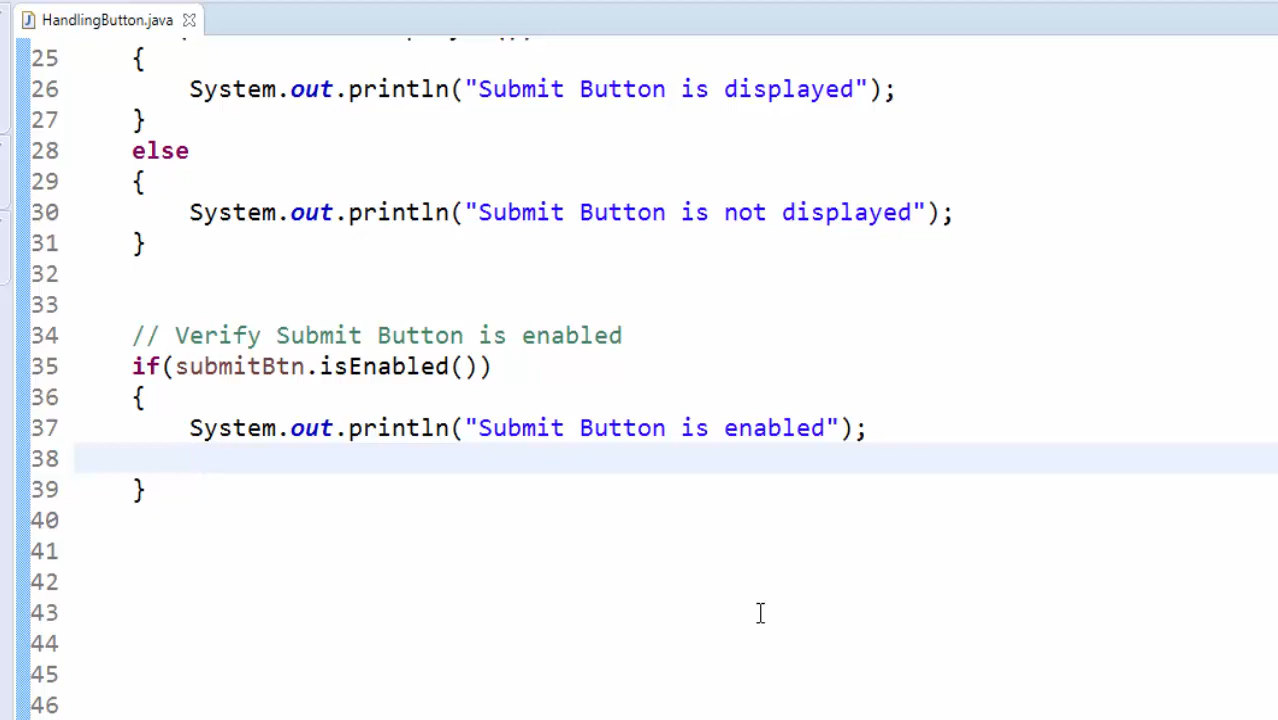 HandlingButton.java
25 {
26 System.out.println("Submit Button is displayed");
27 }
28 else
29 {
30 System.out.println("Submit Button is not displayed");
31 }
32
33
34 // Verify Submit Button is enabled
35 if(submitBtn.isEnabled())
36 {
37 System.out.println("Submit Button is enabled");
38
39 }
40
41
42
43
44
45
46